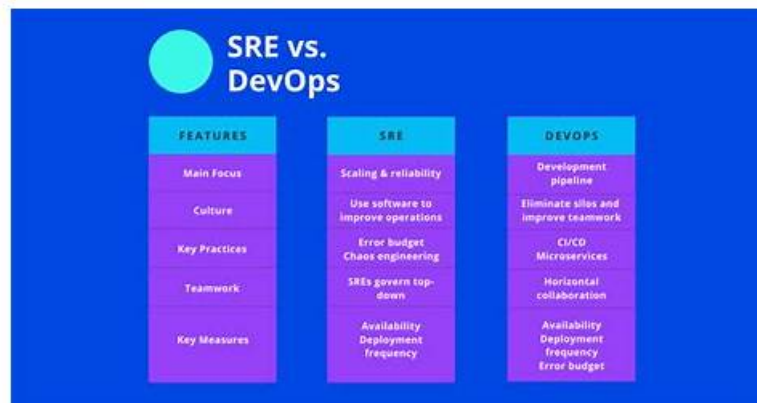 SRE vs.
DevOps
FEATURES
SRE
DEVOPS
Main Focus
Scaling & reliability
Development
pipeline
Culture
Use software to
improve operations
Eliminate silos and
improve teamwork
Key Practices
Error budget
Chaos engineering
CI/CD
Microservices
Teamwork
SREs govern top-
down
Horizontal
collaboration
Key Measures
Availability
Deployment
frequency
Availability
Deployment
frequency
Error budget